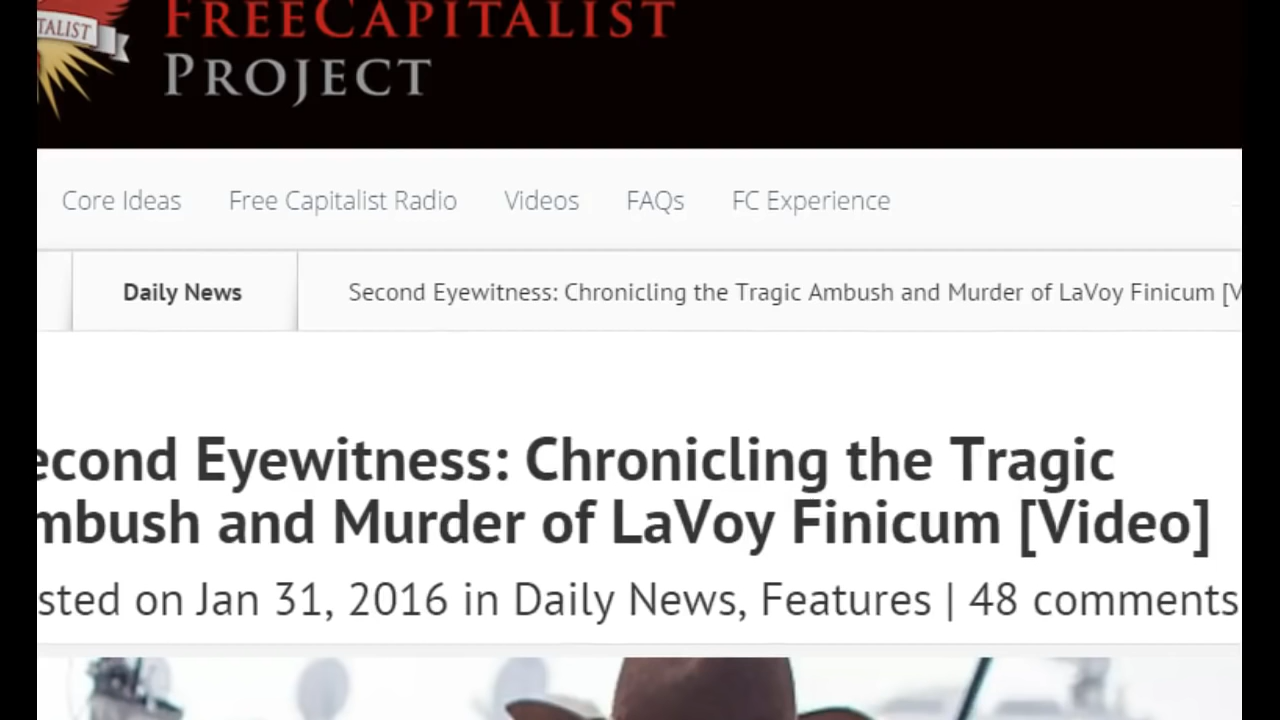 TALIST
FREECAPITALIST
PROJECT
Core Ideas Free Capitalist Radio Videos FAQs FC Experience
Daily News Second Eyewitness: Chronicling the Tragic Ambush and Murder of LaVoy Finicum [V
econd Eyewitness: Chronicling the Tragic
mbush and Murder of LaVoy Finicum [Video]
sted on Jan 31, 2016 in Daily News, Features | 48 comments